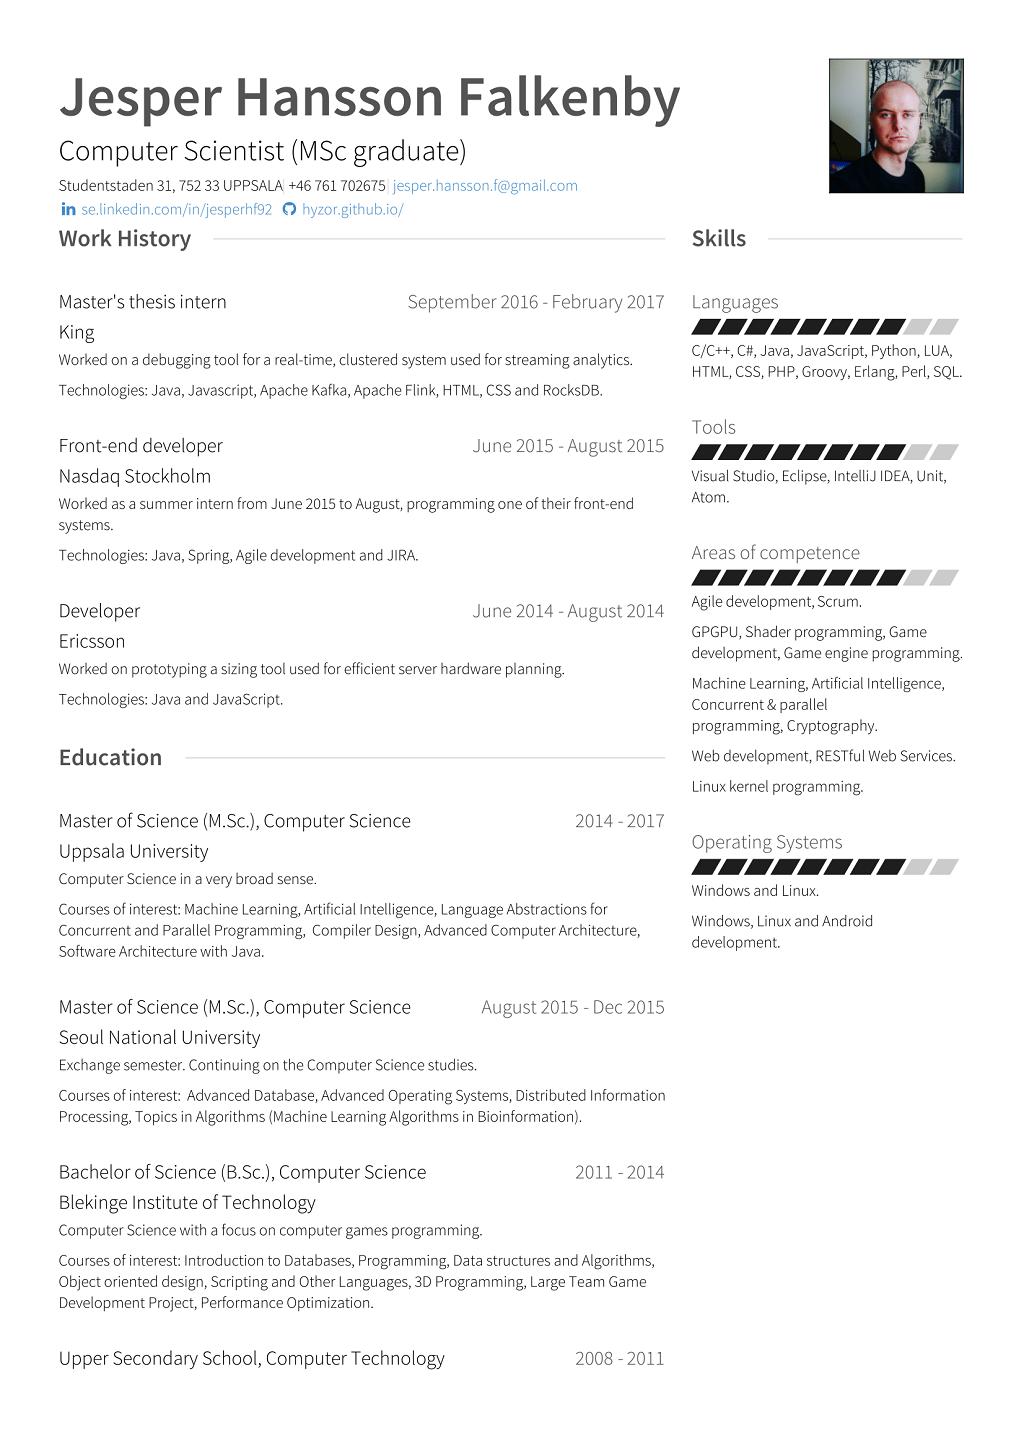 Jesper Hansson Falkenby
Computer Scientist (MSc graduate)
Studentstaden 31, 752 33 UPPSALA| +46 761 702675| jesper.hansson.f@gmail.com
se.linkedin.com/in/jesperhf92 hyzor.github.io/
Work History
Master's thesis intern September 2016 - February 2017
King
Worked on a debugging tool for a real-time, clustered system used for streaming analytics.
Technologies: Java, Javascript, Apache Kafka, Apache Flink, HTML, CSS and RocksDB.
Front-end developer June 2015 - August 2015
Nasdaq Stockholm
Worked as a summer intern from June 2015 to August, programming one of their front-end
systems.
Technologies: Java, Spring, Agile development and JIRA.
Developer June 2014 - August 2014
Ericsson
Worked on prototyping a sizing tool used for efficient server hardware planning.
Technologies: Java and JavaScript.
Education
Master of Science (M.Sc.), Computer Science 2014 - 2017
Uppsala University
Computer Science in a very broad sense.
Courses of interest: Machine Learning, Artificial Intelligence, Language Abstractions for
Concurrent and Parallel Programming,  Compiler Design, Advanced Computer Architecture,
Software Architecture with Java.
Master of Science (M.Sc.), Computer Science August 2015 - Dec 2015
Seoul National University
Exchange semester. Continuing on the Computer Science studies.
Courses of interest:  Advanced Database, Advanced Operating Systems, Distributed Information
Processing, Topics in Algorithms (Machine Learning Algorithms in Bioinformation).
Bachelor of Science (B.Sc.), Computer Science 2011 - 2014
Blekinge Institute of Technology
Computer Science with a focus on computer games programming.
Courses of interest: Introduction to Databases, Programming, Data structures and Algorithms,
Object oriented design, Scripting and Other Languages, 3D Programming, Large Team Game
Development Project, Performance Optimization.
Upper Secondary School, Computer Technology 2008 - 2011
Skills
Languages
C/C++, C#, Java, JavaScript, Python, LUA,
HTML, CSS, PHP, Groovy, Erlang, Perl, SQL.
Tools
Visual Studio, Eclipse, IntelliJ IDEA, Unit,
Atom.
Areas of competence
Agile development, Scrum.
GPGPU, Shader programming, Game
development, Game engine programming.
Machine Learning, Artificial Intelligence,
Concurrent & parallel
programming, Cryptography.
Web development, RESTful Web Services.
Linux kernel programming.
Operating Systems
Windows and Linux.
Windows, Linux and Android
development.